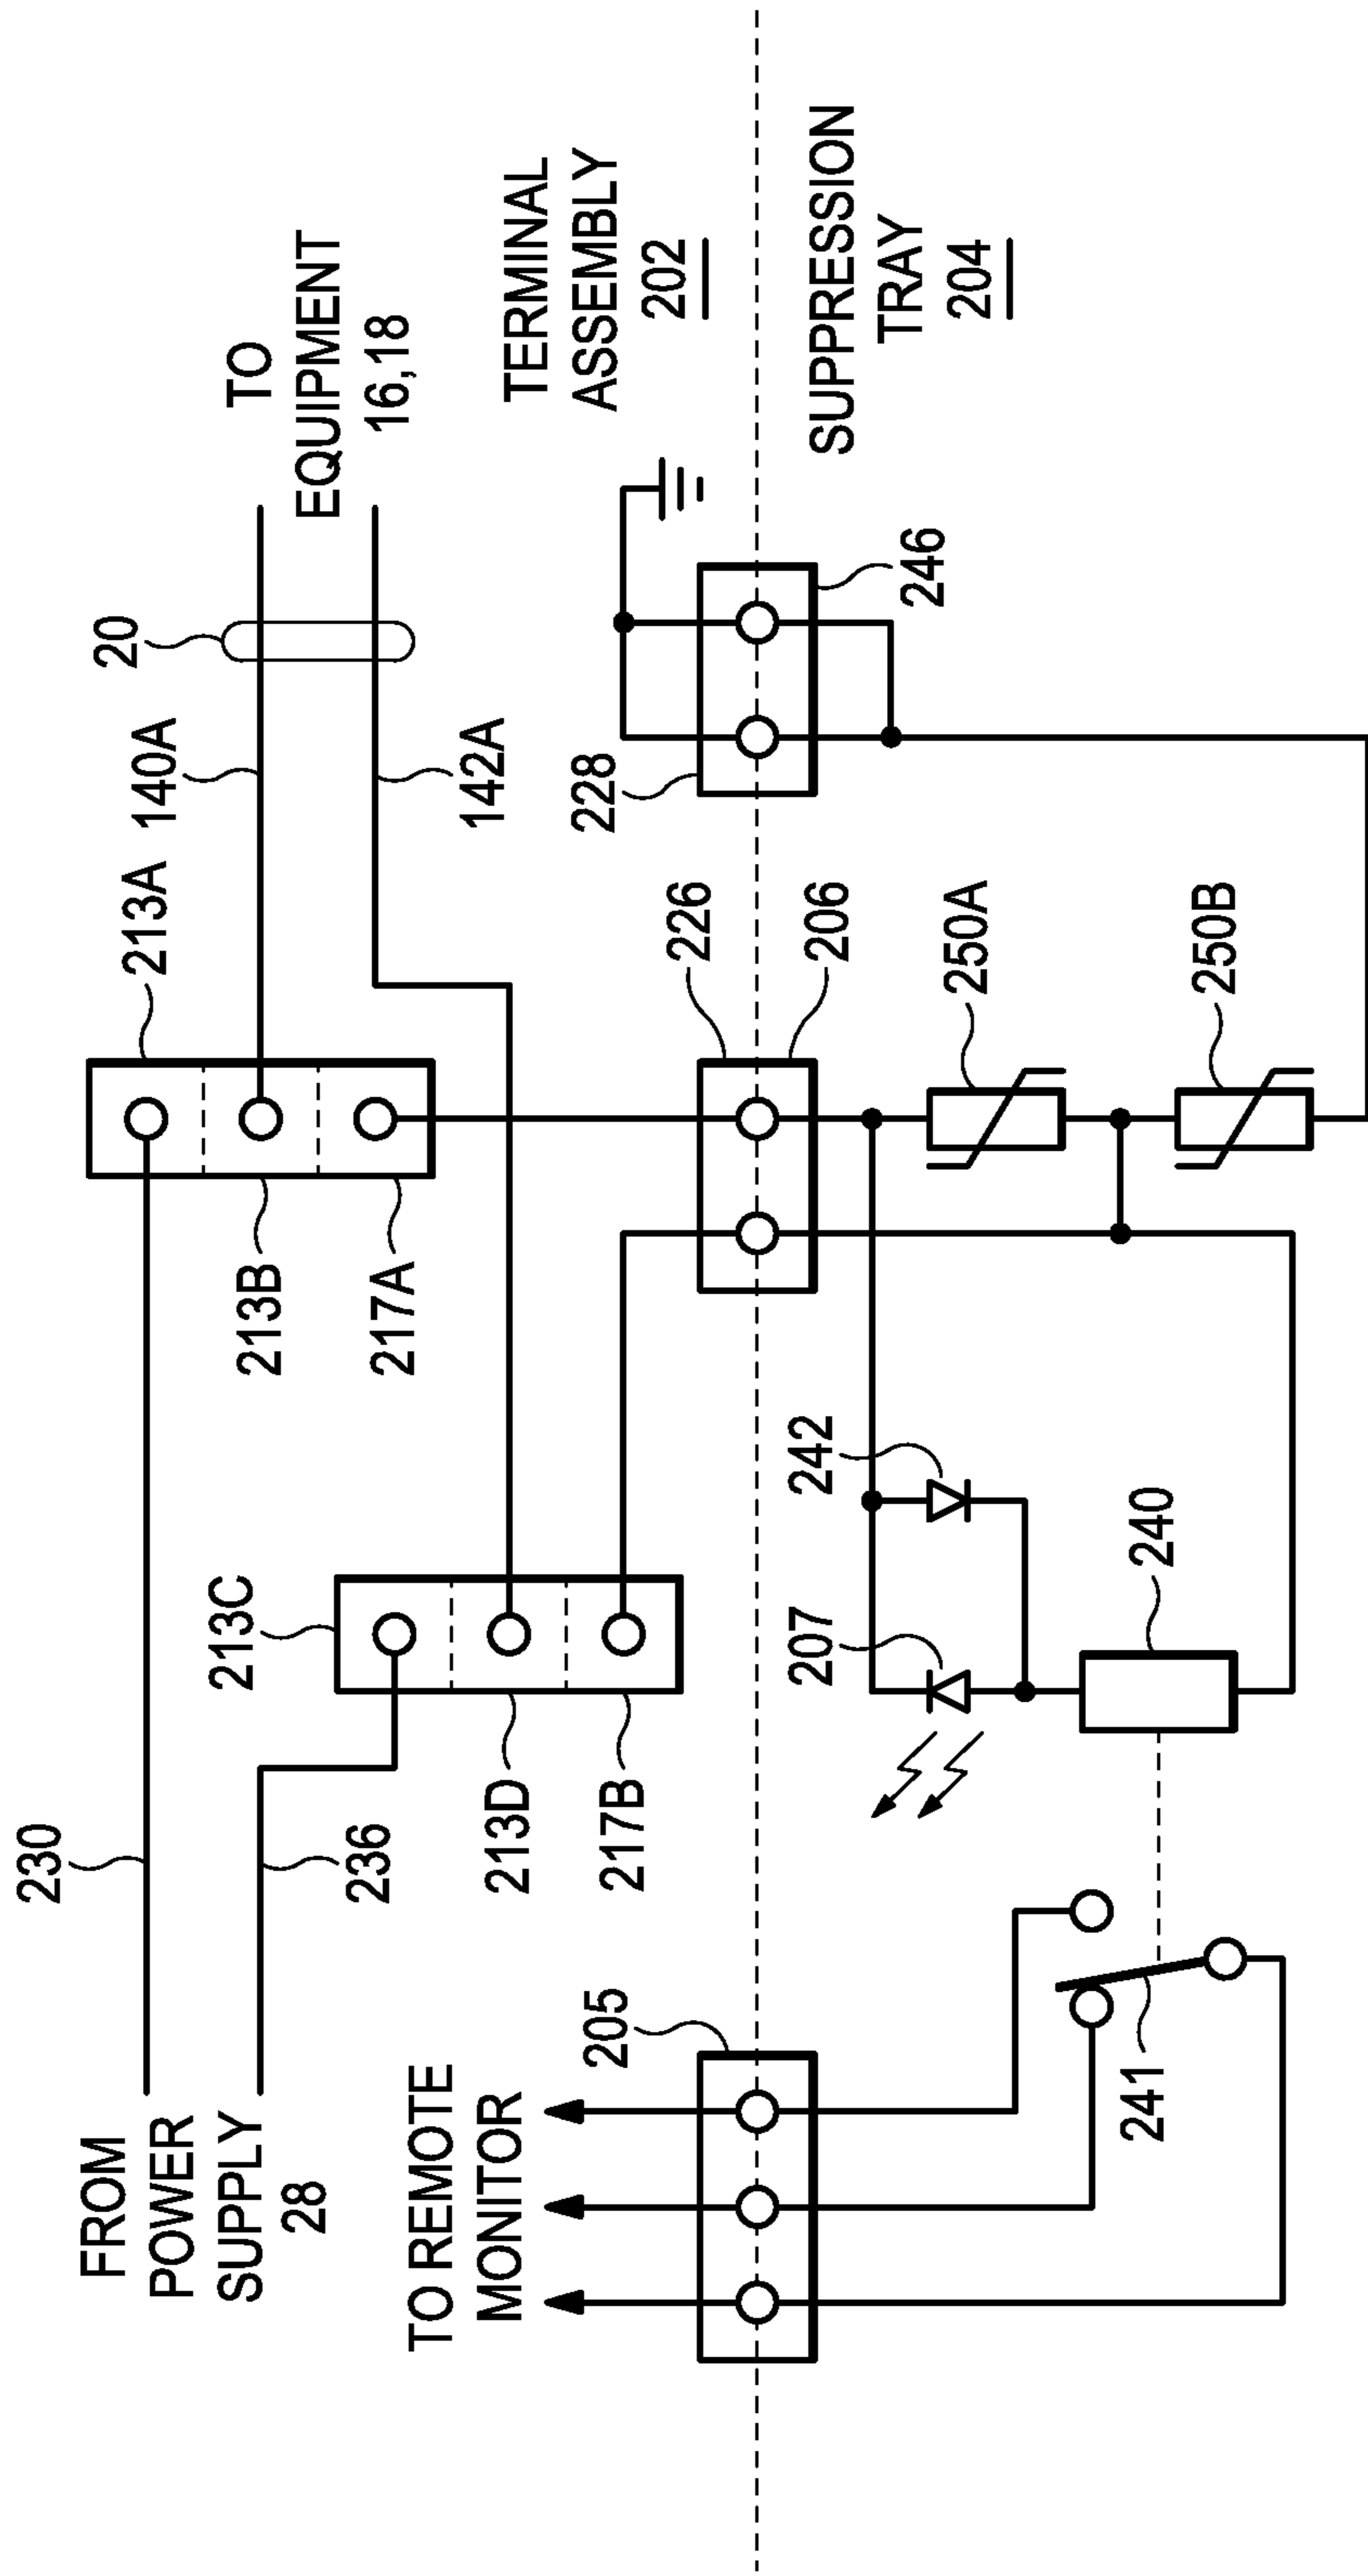 FROM
POWER
SUPPLY
28
230
236
TO REMOTE
MONITOR
205
213C
213D
217B
213A
213B
217A
140A
142A
20
TO
EQUIPMENT
16,18
TERMINAL
ASSEMBLY
202
SUPPRESSION
TRAY
204
228
246
226
206
250A
250B
242
207
240
241